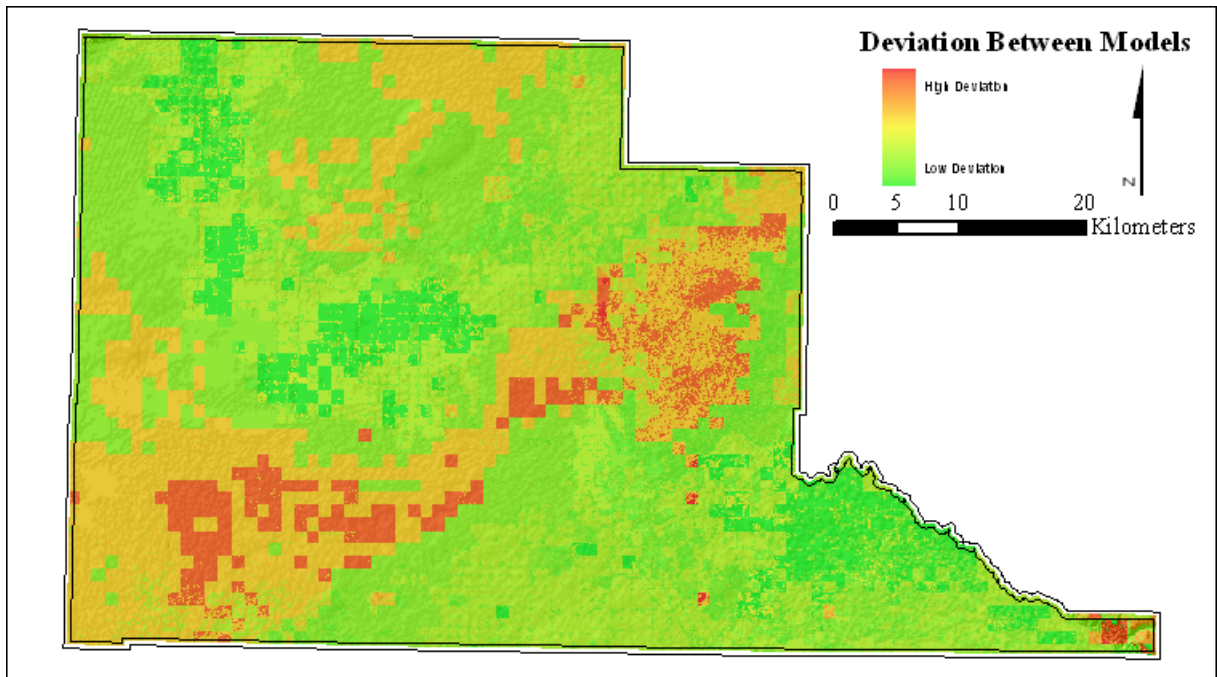 Deviation Between Models
High Deviation
Low Deviation
N
0 5 10 20
Kilometers